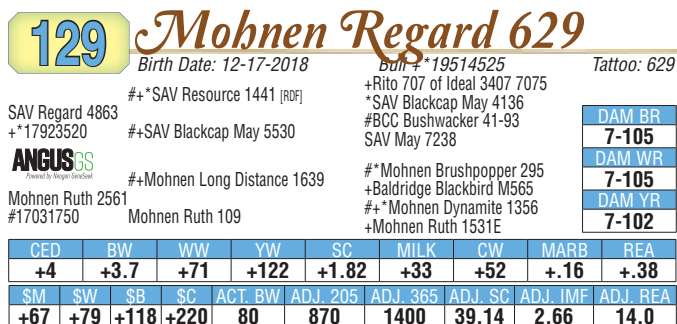 129 Mohnen Regard 629
Birth Date: 12-17-2018 Bull +*19514525 Tattoo: 629
SAV Regard 4863
+*17923520
ANGUSGS
Powered by Neogen GeneSeek
Mohnen Ruth 2561
#17031750
#+*SAV Resource 1441 [RDF]
#+SAV Blackcap May 5530
#+Mohnen Long Distance 1639
Mohnen Ruth 109
+Rito 707 of Ideal 3407 7075
*SAV Blackcap May 4136
#BCC Bushwacker 41-93
SAV May 7238
#*Mohnen Brushpopper 295
+Baldridge Blackbird M565
#+*Mohnen Dynamite 1356
+Mohnen Ruth 1531E
DAM BR
7-105
DAM WR
7-105
DAM YR
7-102
CED BW WW YW SC MILK CW MARB REA
+4 +3.7 +71 +122 +1.82 +33 +52 +.16 +.38
$M $W $B $C ACT. BW ADJ. 205 ADJ. 365 ADJ. SC ADJ. IMF ADJ. REA
+67 +79 +118 +220 80 870 1400 39.14 2.66 14.0